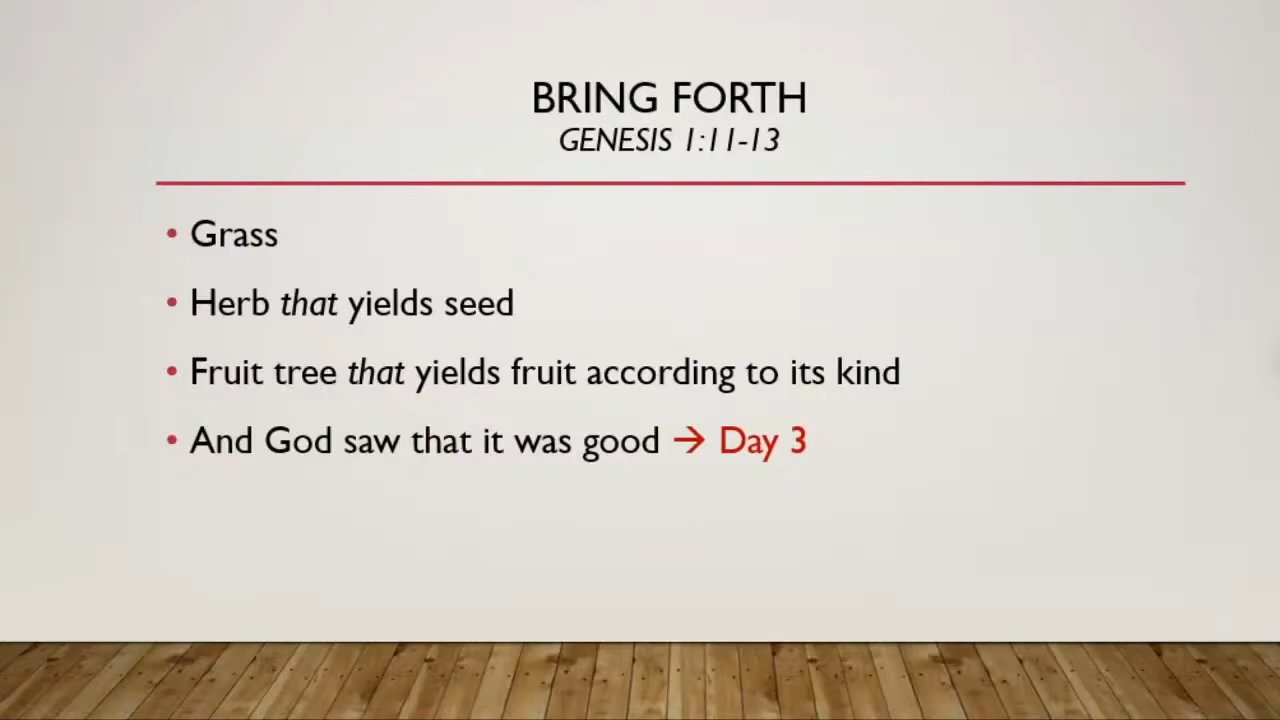 BRING FORTH
GENESIS 1:11-13
• Grass
• Herb that yields seed
• Fruit tree that yields fruit according to its kind
• And God saw that it was good → Day 3